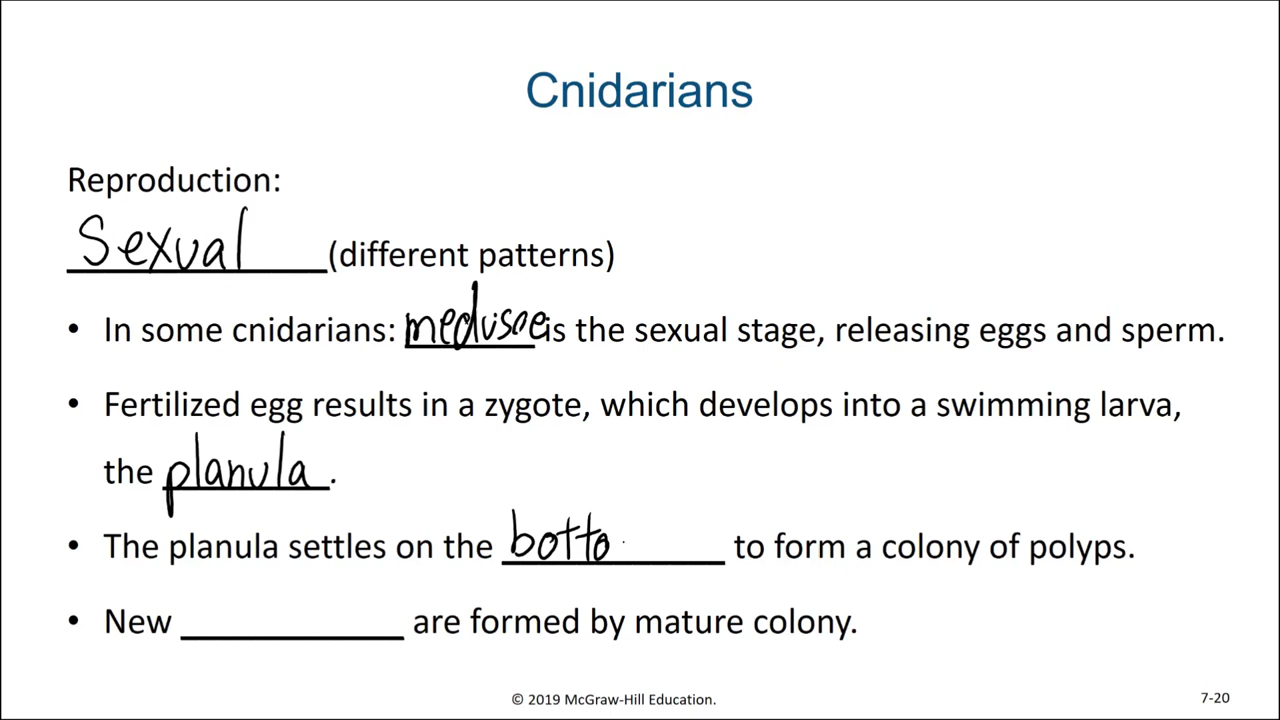 Cnidarians
Reproduction:
Sexual (different patterns)
• In some cnidarians: medusae is the sexual stage, releasing eggs and sperm.
• Fertilized egg results in a zygote, which develops into a swimming larva,
the planula.
• The planula settles on the botto to form a colony of polyps.
• New ____________ are formed by mature colony.
© 2019 McGraw-Hill Education.
7-20